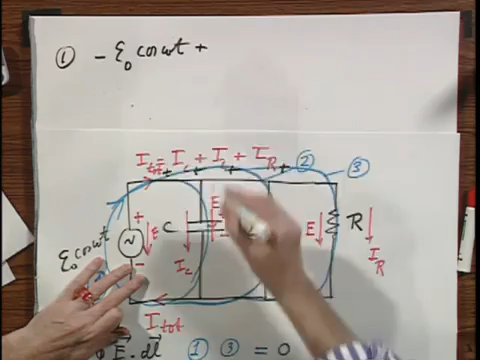 ① - ℰ₀ cos ωt +
I_tot = I_c + I_L + I_R ② ③
+ E C E E R
ℰ₀ cos ωt - I_2 I_R
I_tot
∮ E⃗ . dl⃗ ① ③ = 0